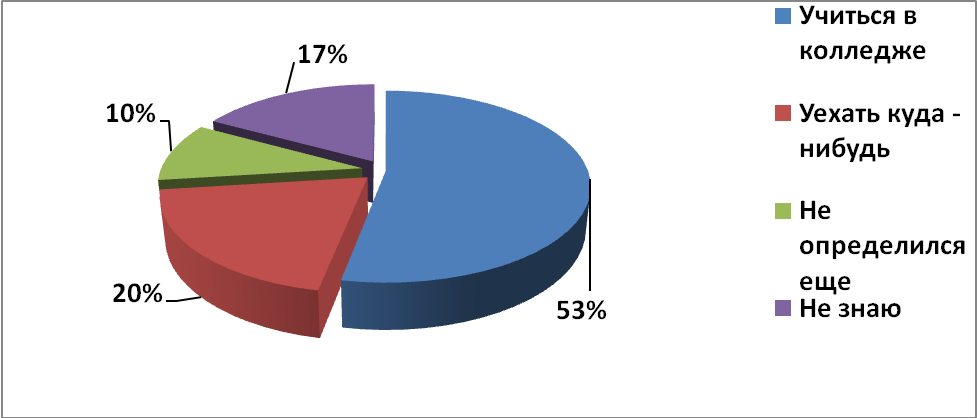 17%
10%
20%
53%
Учиться в
колледже
Уехать куда -
нибудь
Не
определился
еще
Не знаю